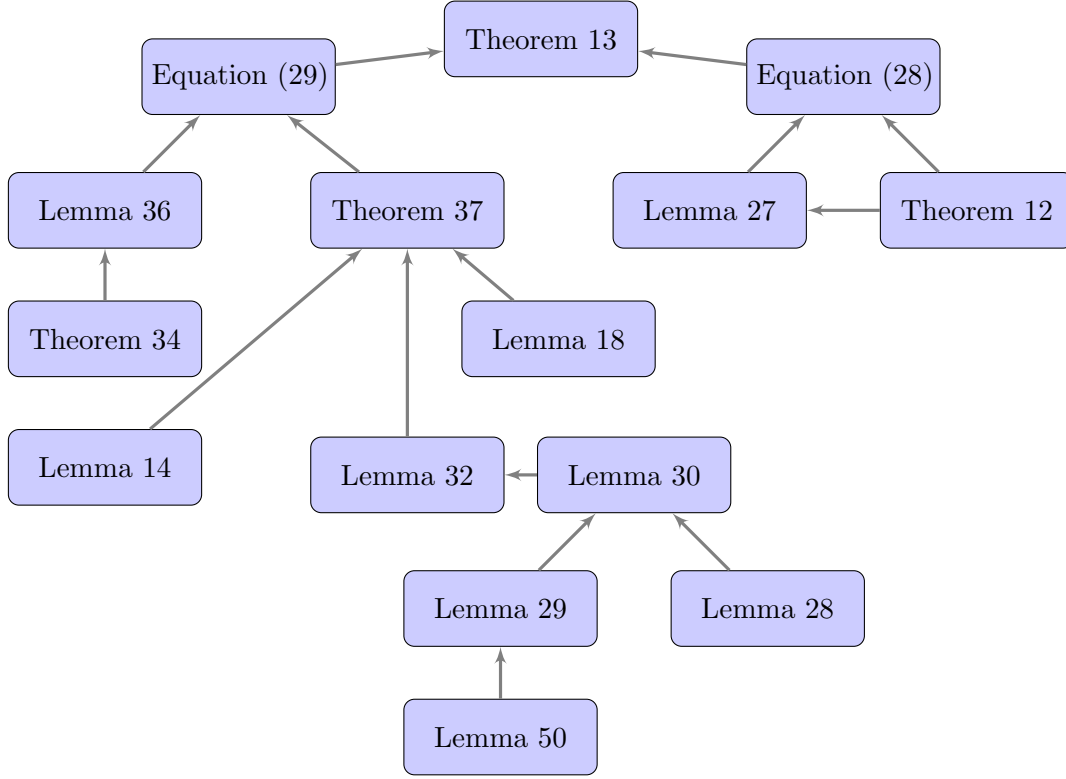 Theorem 13
Equation (29)
Equation (28)
Lemma 36
Theorem 37
Lemma 27
Theorem 12
Theorem 34
Lemma 18
Lemma 14
Lemma 32
Lemma 30
Lemma 29
Lemma 28
Lemma 50